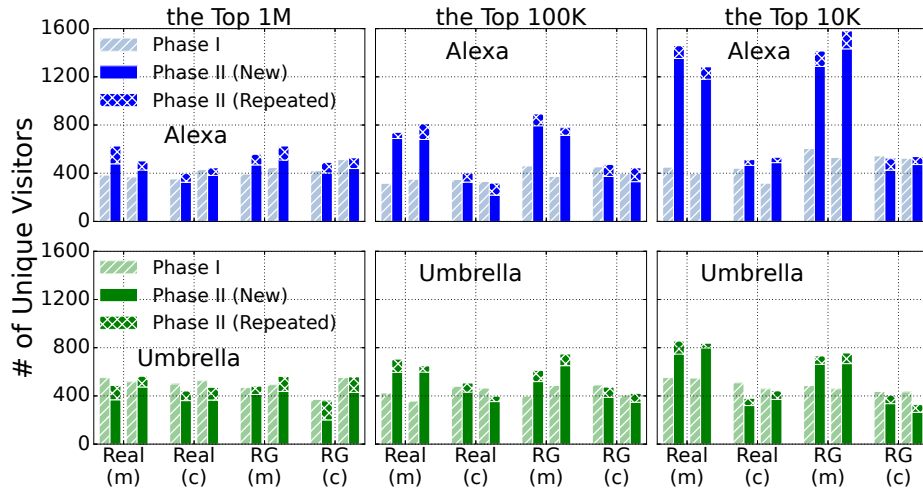 the Top 1M the Top 100K the Top 10K
# of Unique Visitors
1600
1200
800
400
0
Phase I
Phase II (New)
Phase II (Repeated)
Alexa
Alexa
Alexa
1600
1200
800
400
0
Phase I
Phase II (New)
Phase II (Repeated)
Umbrella
Umbrella
Umbrella
Real (m) Real (c) RG (m) RG (c)
Real (m) Real (c) RG (m) RG (c)
Real (m) Real (c) RG (m) RG (c)